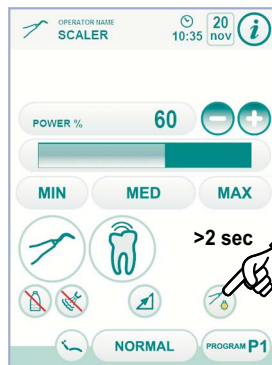 OPERATOR NAME
SCALER
10:35
20
nov
i
POWER %
60
MIN
MED
MAX
>2 sec
NORMAL
PROGRAM P1